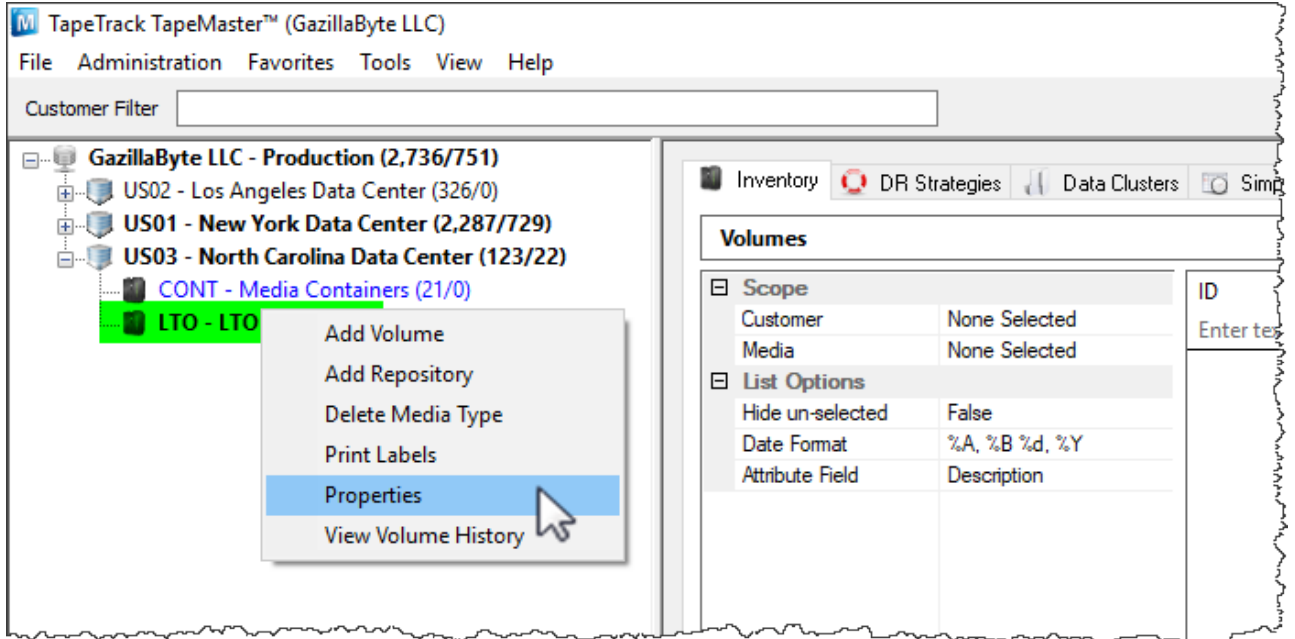 TapeTrack TapeMaster™ (GazillaByte LLC)
File Administration Favorites Tools View Help
Customer Filter
GazillaByte LLC - Production (2,736/751)
US02 - Los Angeles Data Center (326/0)
US01 - New York Data Center (2,287/729)
US03 - North Carolina Data Center (123/22)
CONT - Media Containers (21/0)
LTO - LTO
Add Volume
Add Repository
Delete Media Type
Print Labels
Properties
View Volume History
Inventory DR Strategies Data Clusters
Volumes
Scope
Customer None Selected
Media None Selected
List Options
Hide un-selected False
Date Format %A, %B %d, %Y
Attribute Field Description
ID
Enter